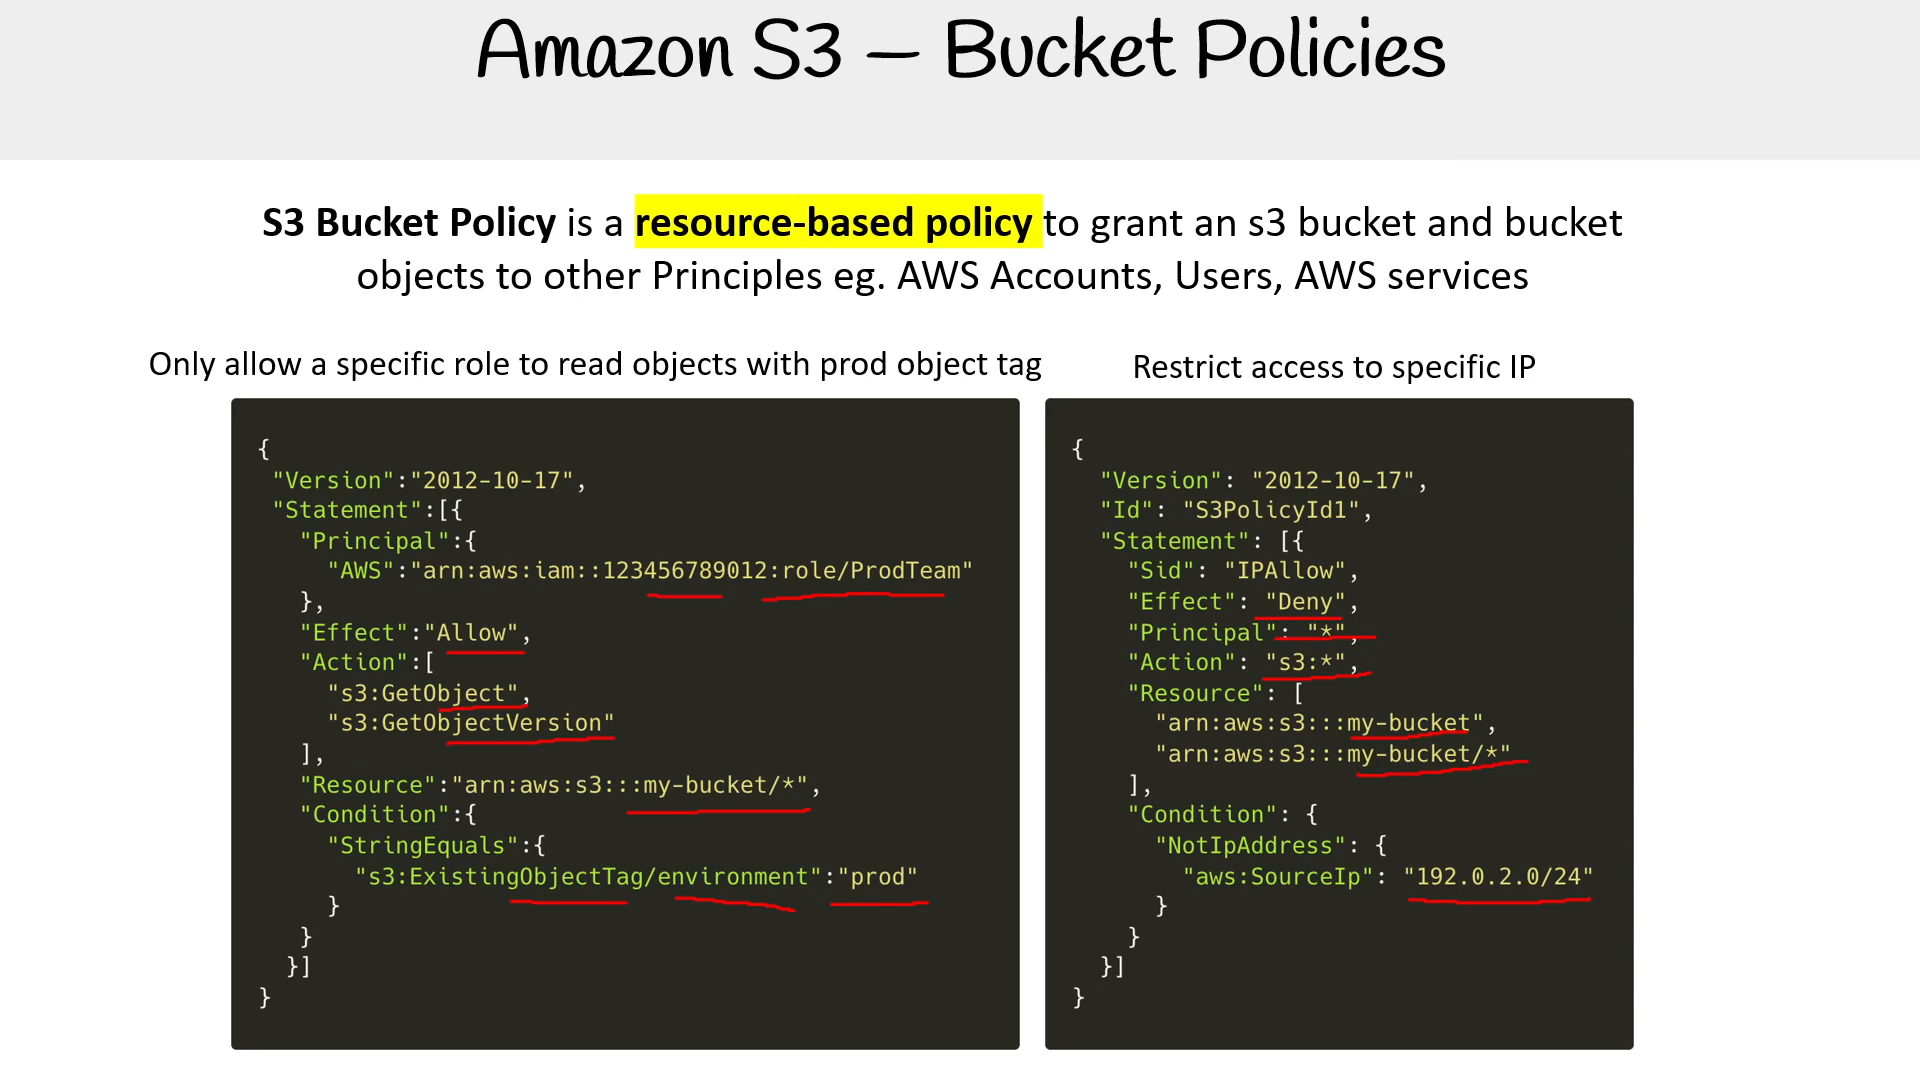 Amazon S3 – Bucket Policies
S3 Bucket Policy is a resource-based policy to grant an s3 bucket and bucket
objects to other Principles eg. AWS Accounts, Users, AWS services
Only allow a specific role to read objects with prod object tag
{
 "Version":"2012-10-17",
 "Statement":[{
   "Principal":{
     "AWS":"arn:aws:iam::123456789012:role/ProdTeam"
   },
   "Effect":"Allow",
   "Action":[
     "s3:GetObject",
     "s3:GetObjectVersion"
   ],
   "Resource":"arn:aws:s3:::my-bucket/*",
   "Condition":{
     "StringEquals":{
       "s3:ExistingObjectTag/environment":"prod"
     }
   }
  }]
}
Restrict access to specific IP
{
  "Version": "2012-10-17",
  "Id": "S3PolicyId1",
  "Statement": [{
    "Sid": "IPAllow",
    "Effect": "Deny",
    "Principal": "*",
    "Action": "s3:*",
    "Resource": [
      "arn:aws:s3:::my-bucket",
      "arn:aws:s3:::my-bucket/*"
    ],
    "Condition": {
      "NotIpAddress": {
        "aws:SourceIp": "192.0.2.0/24"
      }
    }
  }]
}